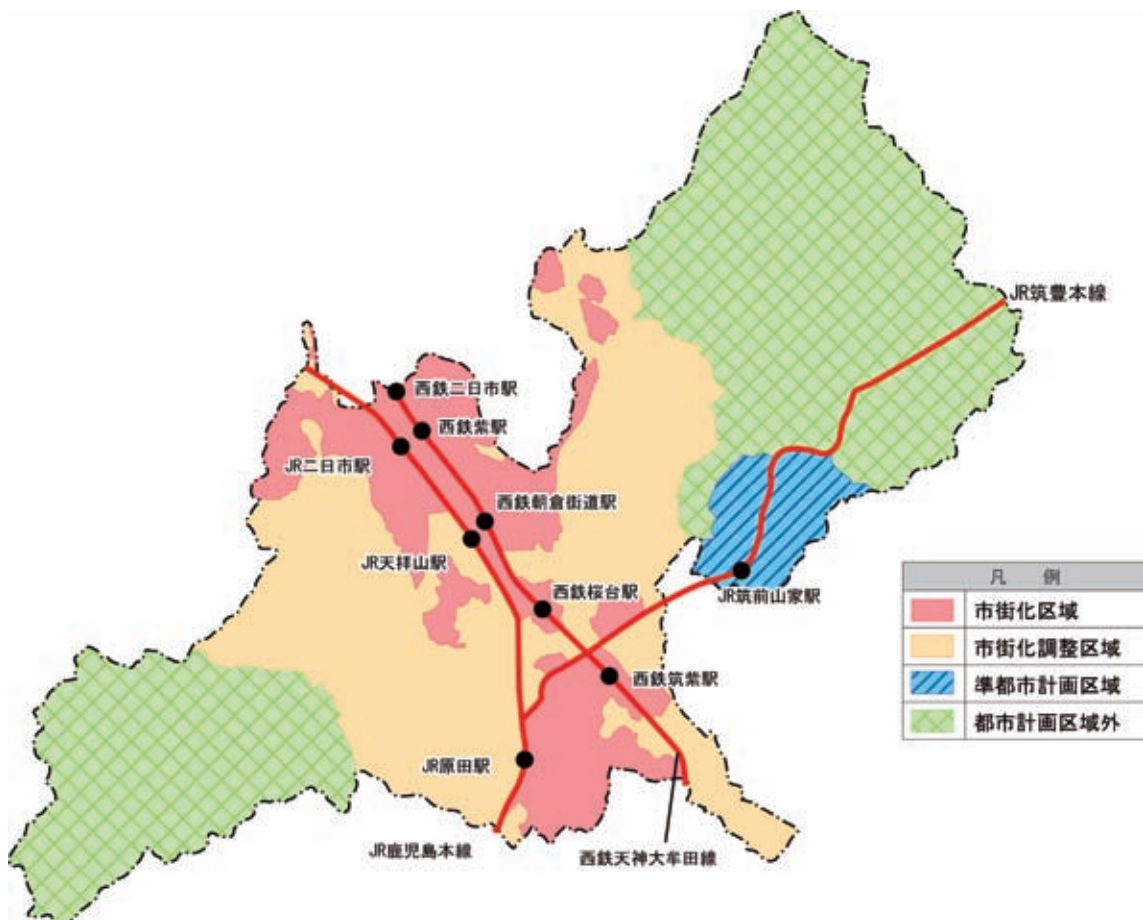 JR筑豊本線
西鉄二日市駅
西鉄紫駅
JR二日市駅
西鉄朝倉街道駅
JR天拝山駅
西鉄桜台駅
JR筑前山家駅
西鉄筑紫駅
JR原田駅
JR鹿児島本線
西鉄天神大牟田線
凡 例
市街化区域
市街化調整区域
準都市計画区域
都市計画区域外